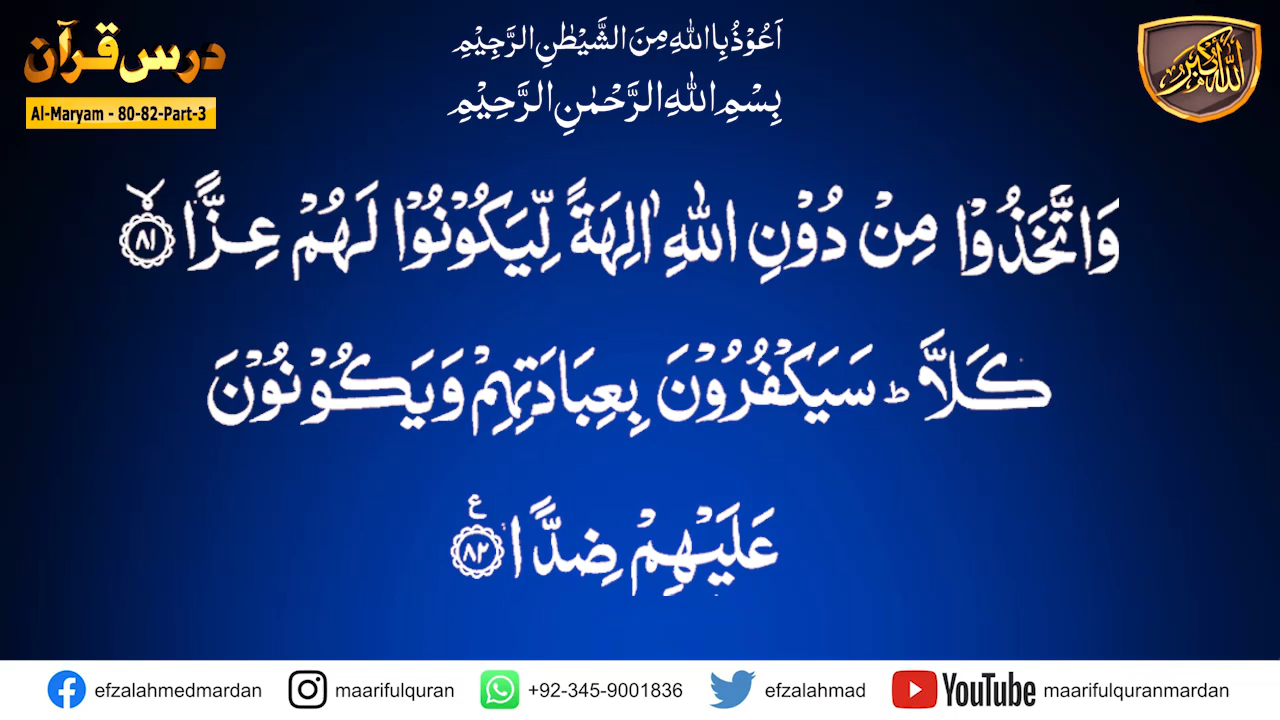 درس قرآن
Al-Maryam - 80-82-Part-3
اَعُوْذُ بِاللّٰهِ مِنَ الشَّيْطٰنِ الرَّجِيْمِ
بِسْمِ اللّٰهِ الرَّحْمٰنِ الرَّحِيْمِ
اللّٰه اكبر
وَاتَّخَذُوْا مِنْ دُوْنِ اللّٰهِ اٰلِهَةً لِّيَكُوْنُوْا لَهُمْ عِزًّا ﴿٨١﴾
كَلَّا ؕ سَيَكْفُرُوْنَ بِعِبَادَتِهِمْ وَيَكُوْنُوْنَ
عَلَيْهِمْ ضِدًّا ﴿٨٢﴾ ع
efzalahmedmardan maarifulquran +92-345-9001836 efzalahmad YouTube maarifulquranmardan